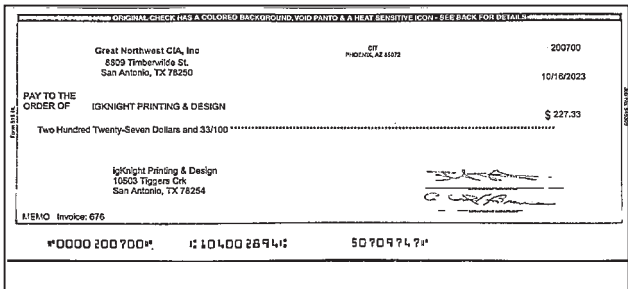 ORIGINAL CHECK HAS A COLORED BACKGROUND, VOID PANTO & A HEAT SENSITIVE ICON - SEE BACK FOR DETAILS
Great Northwest CIA, Inc
8809 Timberwilde St.
San Antonio, TX 78250
CIT
PHOENIX, AZ 85072
200700
10/16/2023
PAY TO THE
ORDER OF IGKNIGHT PRINTING & DESIGN
$ 227.33
Two Hundred Twenty-Seven Dollars and 33/100
IgKnight Printing & Design
10503 Tiggers Crk
San Antonio, TX 78254
MEMO Invoice: 676
⑈0000200700⑈ ⑆104002894⑆ 50709747⑈